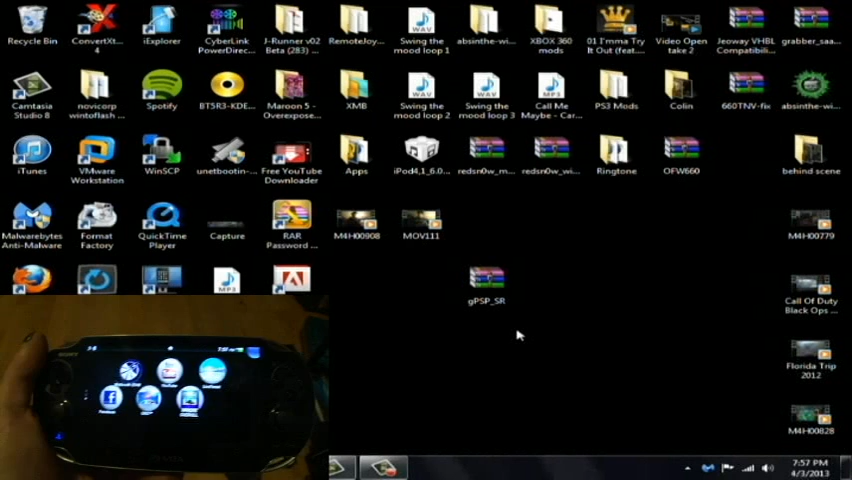 Recycle Bin
ConvertXt...
4
iExplorer
CyberLink
PowerDirec...
J-Runner v02
Beta (283) ...
RemoteJoy...
Swing the
mood loop 1
absinthe-wi...
XBOX 360
mods
01 I'mma Try
It Out (feat....
Video Open
take 2
Jeoway VHBL
Compatibili...
grabber_saa...
Camtasia
Studio 8
novicorp
wintoflash ...
Spotify
BT5R3-KDE...
Maroon 5 -
Overexpose...
XMB
Swing the
mood loop 2
Swing the
mood loop 3
Call Me
Maybe - Car...
PS3 Mods
Colin
660TNV-fix
absinthe-wi...
iTunes
VMware
Workstation
WinSCP
unetbootin-...
Free YouTube
Downloader
Apps
iPod4,1_6.0...
redsn0w_m...
redsn0w_wi...
Ringtone
OFW660
behind scene
Malwarebytes
Anti-Malware
Format
Factory
QuickTime
Player
Capture
RAR
Password ...
M4H00908
MOV111
M4H00779
gPSP_SR
Call Of Duty
Black Ops ...
Florida Trip
2012
M4H00828
SONY
7:57 PM
4/3/2013